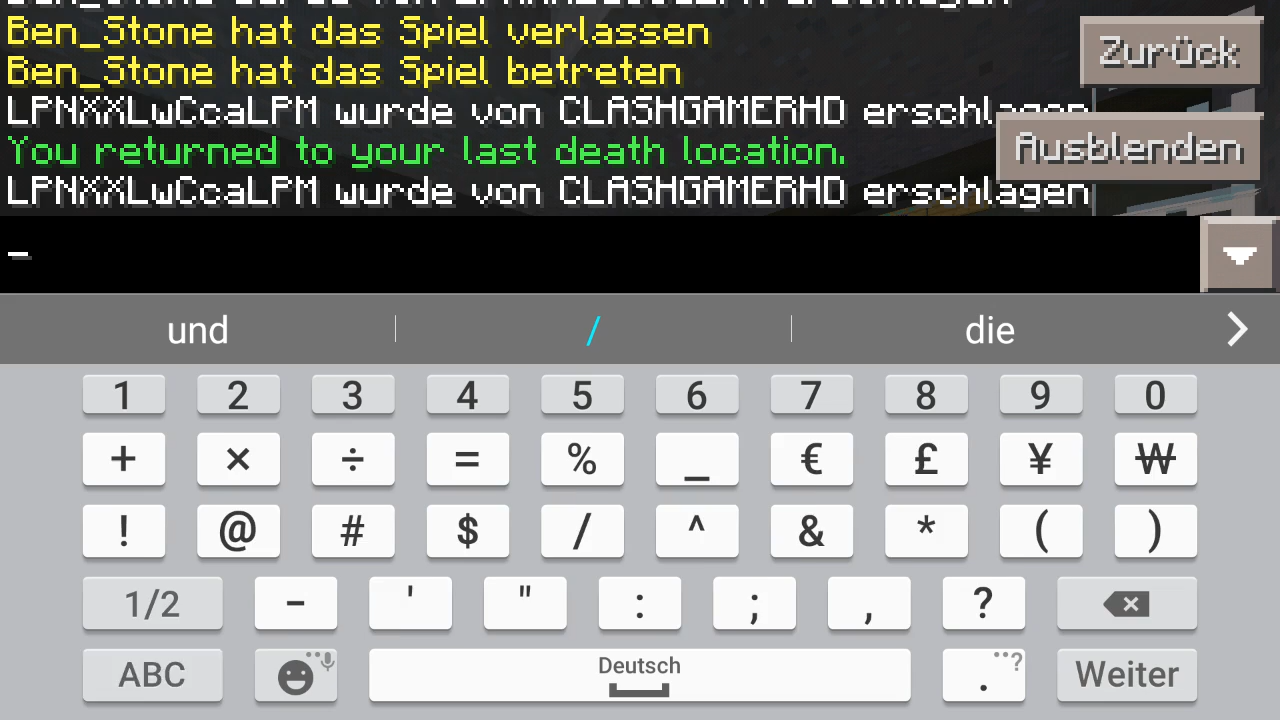 Ben_Stone hat das Spiel verlassen
Ben_Stone hat das Spiel betreten
LPNXXLwCcaLPM wurde von CLASHGAMERHD erschlagen
You returned to your last death location.
LPNXXLwCcaLPM wurde von CLASHGAMERHD erschlagen
Zurück
Ausblenden
_
und / die
1 2 3 4 5 6 7 8 9 0
+ × ÷ = % _ € £ ¥ ₩
! @ # $ / ^ & * ( )
1/2 - ' " : ; , ?
ABC Deutsch . ? Weiter